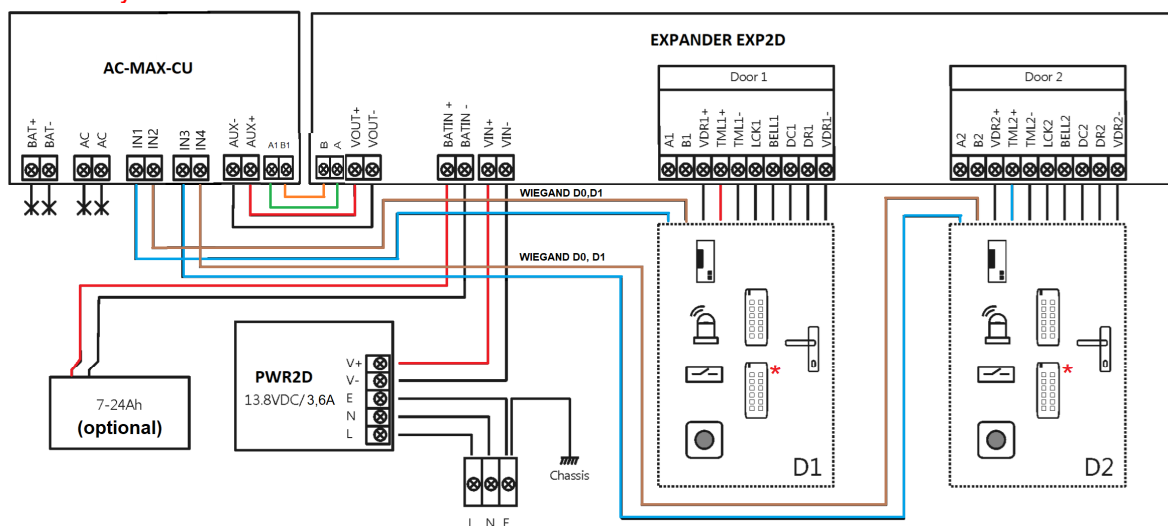 EXPANDER EXP2D
AC-MAX-CU
Door 1
Door 2
BAT+
BAT-
AC
AC
IN1
IN2
IN3
IN4
AUX-
AUX+
A1
B1
B
A
VOUT+
VOUT-
BATIN +
BATIN -
VIN+
VIN-
A1
B1
VDR1+
TML1+
TML1-
LCK1
BELL1
DC1
DR1
VDR1-
A2
B2
VDR2+
TML2+
TML2-
LCK2
BELL2
DC2
DR2
VDR2-
WIEGAND D0,D1
WIEGAND D0, D1
PWR2D
13.8VDC/ 3,6A
V+
V-
E
N
L
7-24Ah
(optional)
Chassis
*
*
D1
D2
L N E